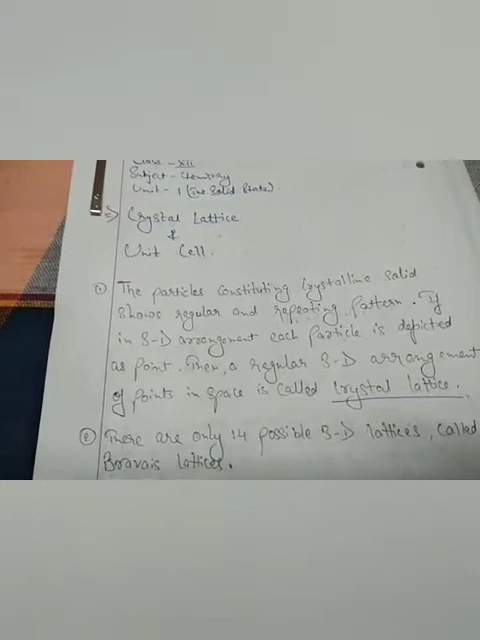 Class - XII
Subject - Chemistry
Unit - 1 (The Solid State).
⇒ Crystal Lattice
&
Unit Cell.
① The particles constituting Crystalline solid
shows regular and repeating pattern. If
in 3-D arrangement each particle is depicted
as point. Then, a regular 3-D arrangement
of points in space is called Crystal lattice.
② There are only 14 possible 3-D lattices, called
Bravais lattices.